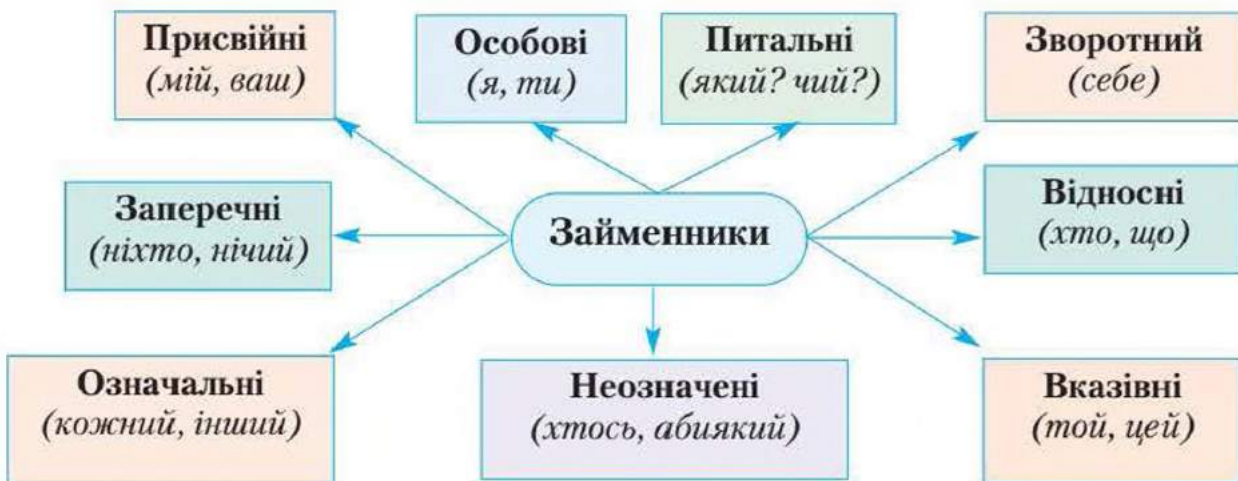 Присвійні
(мій, ваш)
Особові
(я, ти)
Питальні
(який? чий?)
Зворотний
(себе)
Заперечні
(ніхто, нічий)
Займенники
Відносні
(хто, що)
Означальні
(кожний, інший)
Неозначені
(хтось, абиякий)
Вказівні
(той, цей)